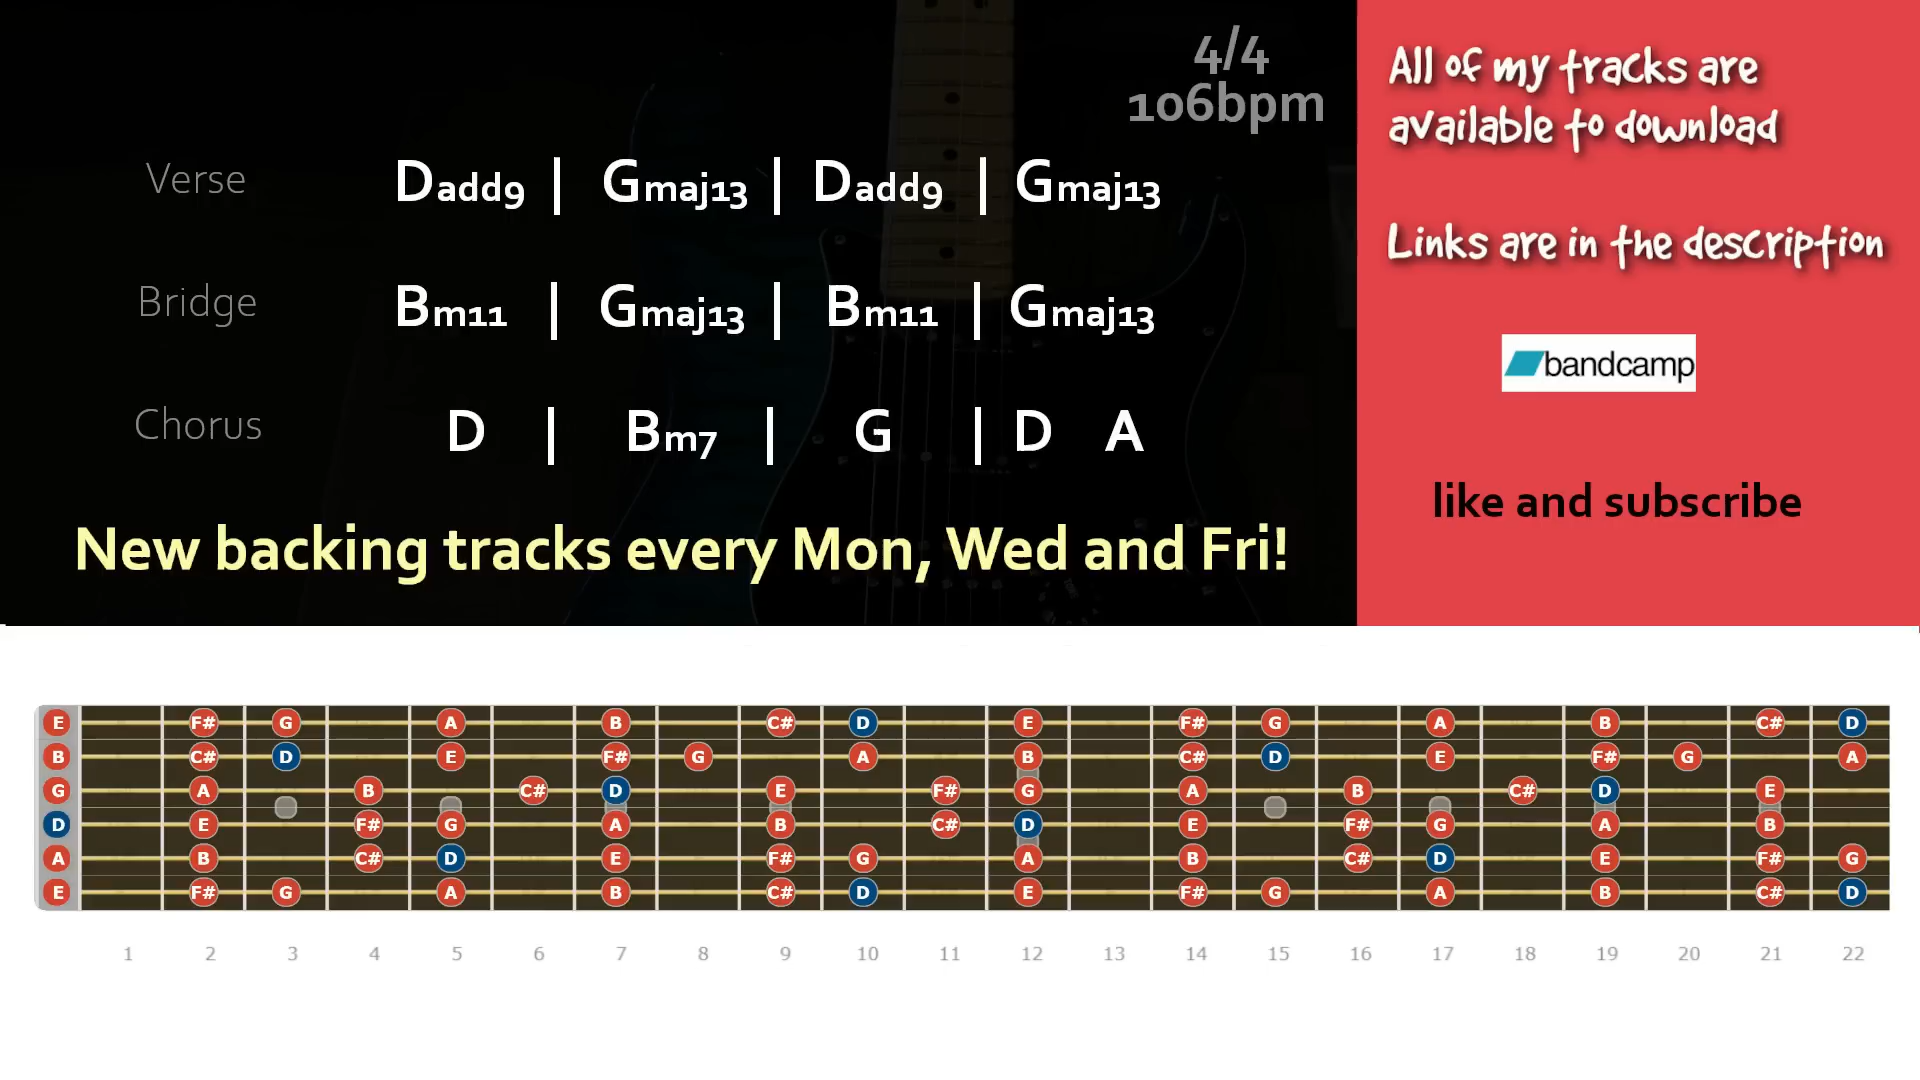 4/4
106bpm
Verse Dadd9 | Gmaj13 | Dadd9 | Gmaj13
Bridge Bm11 | Gmaj13 | Bm11 | Gmaj13
Chorus D | Bm7 | G | D A
New backing tracks every Mon, Wed and Fri!
All of my tracks are
available to download
Links are in the description
bandcamp
like and subscribe
E F# G A B C# D E F# G A B C# D
B C# D E F# G A B C# D E F# G A
G A B C# D E F# G A B C# D E
D E F# G A B C# D E F# G A B
A B C# D E F# G A B C# D E F# G
E F# G A B C# D E F# G A B C# D
1 2 3 4 5 6 7 8 9 10 11 12 13 14 15 16 17 18 19 20 21 22